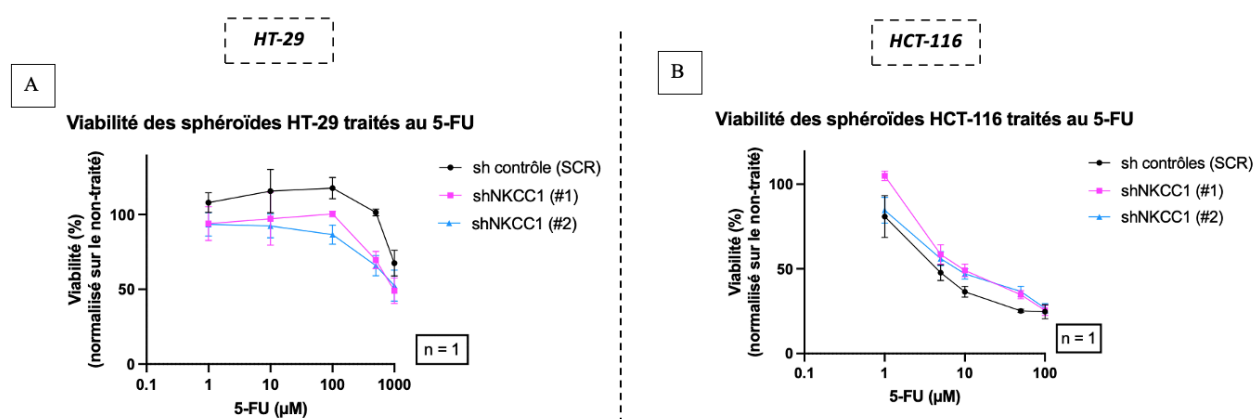 HT-29
HCT-116
A
B
Viabilité des sphéroïdes HT-29 traités au 5-FU
sh contrôle (SCR)
shNKCC1 (#1)
shNKCC1 (#2)
Viabilité (%)
(normaliisé sur le non-traité)
100
50
0
0.1
1
10
100
1000
5-FU (µM)
n = 1
Viabilité des sphéroïdes HCT-116 traités au 5-FU
sh contrôles (SCR)
shNKCC1 (#1)
shNKCC1 (#2)
Viabilité (%)
(normaliisé sur le non-traité)
100
50
0
0.1
1
10
100
5-FU (µM)
n = 1